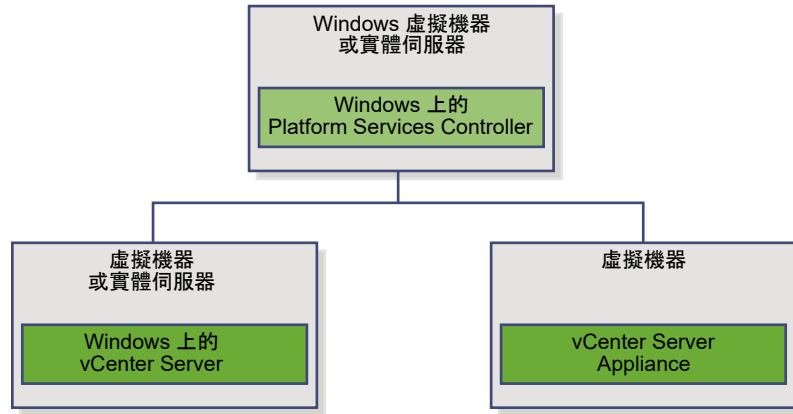 Windows 虛擬機器
或實體伺服器
Windows 上的
Platform Services Controller
虛擬機器
或實體伺服器
Windows 上的
vCenter Server
虛擬機器
vCenter Server
Appliance